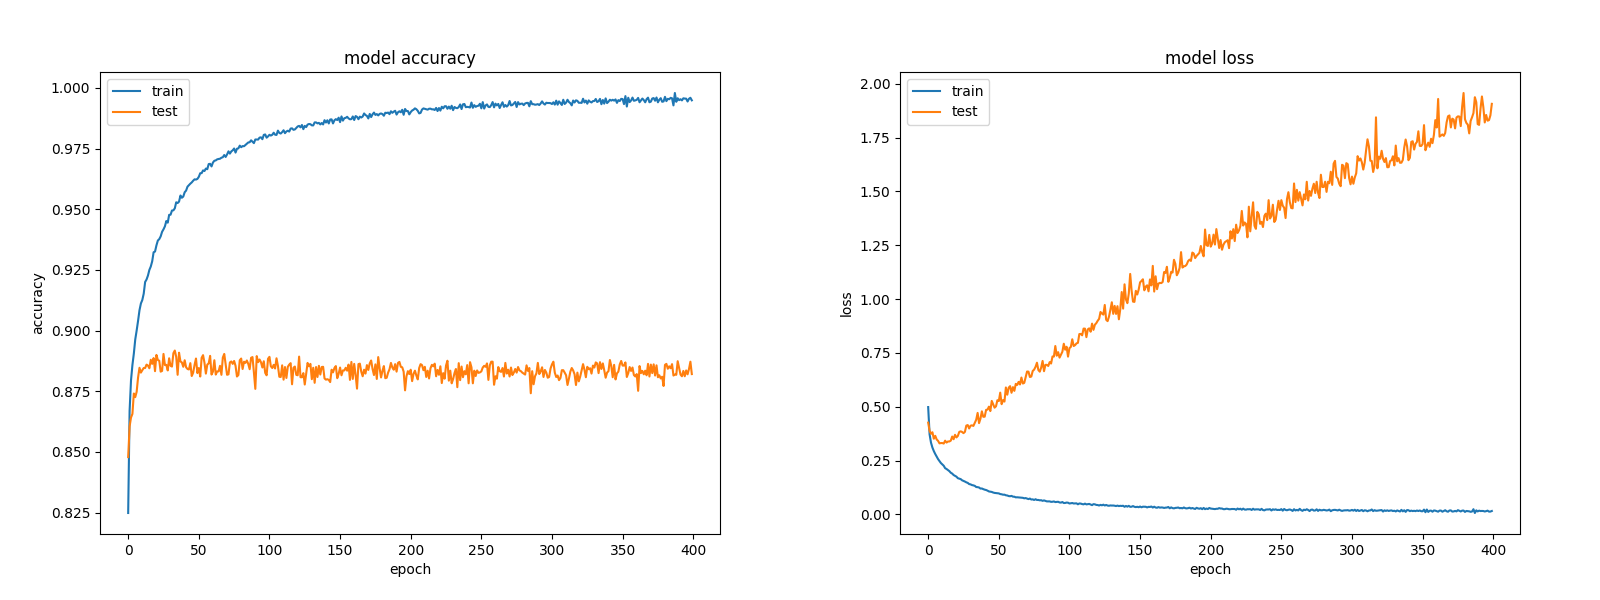 model accuracy
train
test
1.000
0.975
0.950
0.925
0.900
0.875
0.850
0.825
accuracy
0 50 100 150 200 250 300 350 400
epoch
model loss
train
test
2.00
1.75
1.50
1.25
1.00
0.75
0.50
0.25
0.00
loss
0 50 100 150 200 250 300 350 400
epoch